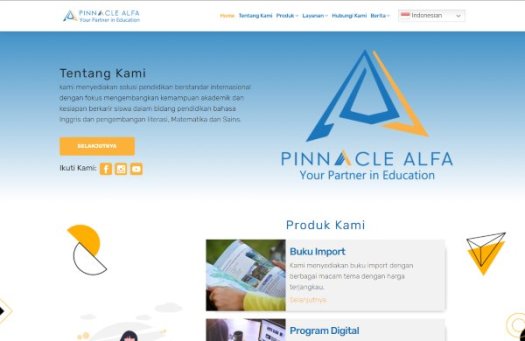 PINNACLE ALFA
Your Partner in Education
Home Tentang Kami Produk Layanan Hubungi Kami Berita Indonesian
Tentang Kami
kami menyediakan solusi pendidikan berstandar internasional
dengan fokus mengembangkan kemampuan akademik dan
kesiapan berkarir siswa dalam bidang pendidikan bahasa
Inggris dan pengembangan literasi, Matematika dan Sains.
SELANJUTNYA
Ikuti Kami:
PINNACLE ALFA
Your Partner in Education
Produk Kami
Buku Import
Kami menyediakan buku import dengan
berbagai macam tema dengan harga
terjangkau.
Selanjutnya
Program Digital